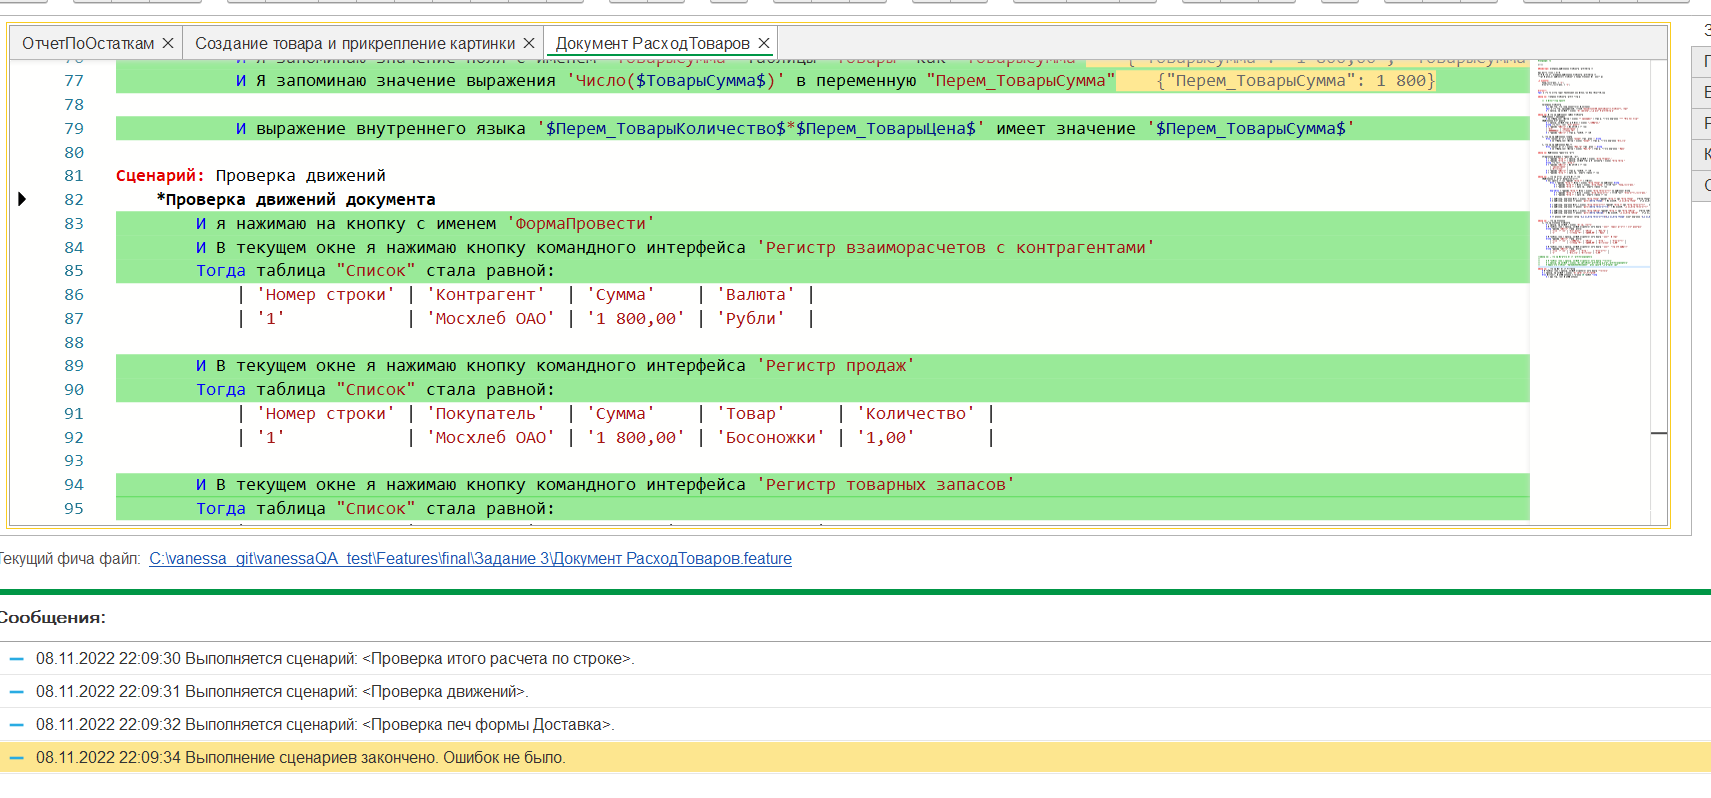 ОтчетПоОстаткам × Создание товара и прикрепление картинки × Документ РасходТоваров ×
77 И Я запоминаю значение выражения 'Число($ТоварыСумма$)' в переменную "Перем_ТоварыСумма" {"Перем_ТоварыСумма": 1 800}
78
79 И выражение внутреннего языка '$Перем_ТоварыКоличество$*$Перем_ТоварыЦена$' имеет значение '$Перем_ТоварыСумма$'
80
81 Сценарий: Проверка движений
82 *Проверка движений документа
83 И я нажимаю на кнопку с именем 'ФормаПровести'
84 И В текущем окне я нажимаю кнопку командного интерфейса 'Регистр взаиморасчетов с контрагентами'
85 Тогда таблица "Список" стала равной:
86 | 'Номер строки' | 'Контрагент' | 'Сумма' | 'Валюта' |
87 | '1' | 'Мосхлеб ОАО' | '1 800,00' | 'Рубли' |
88
89 И В текущем окне я нажимаю кнопку командного интерфейса 'Регистр продаж'
90 Тогда таблица "Список" стала равной:
91 | 'Номер строки' | 'Покупатель' | 'Сумма' | 'Товар' | 'Количество' |
92 | '1' | 'Мосхлеб ОАО' | '1 800,00' | 'Босоножки' | '1,00' |
93
94 И В текущем окне я нажимаю кнопку командного интерфейса 'Регистр товарных запасов'
95 Тогда таблица "Список" стала равной:
Текущий фича файл: C:\vanessa_git\vanessaQA_test\Features\final\Задание 3\Документ РасходТоваров.feature
Сообщения:
08.11.2022 22:09:30 Выполняется сценарий: <Проверка итого расчета по строке>.
08.11.2022 22:09:31 Выполняется сценарий: <Проверка движений>.
08.11.2022 22:09:32 Выполняется сценарий: <Проверка печ формы Доставка>.
08.11.2022 22:09:34 Выполнение сценариев закончено. Ошибок не было.